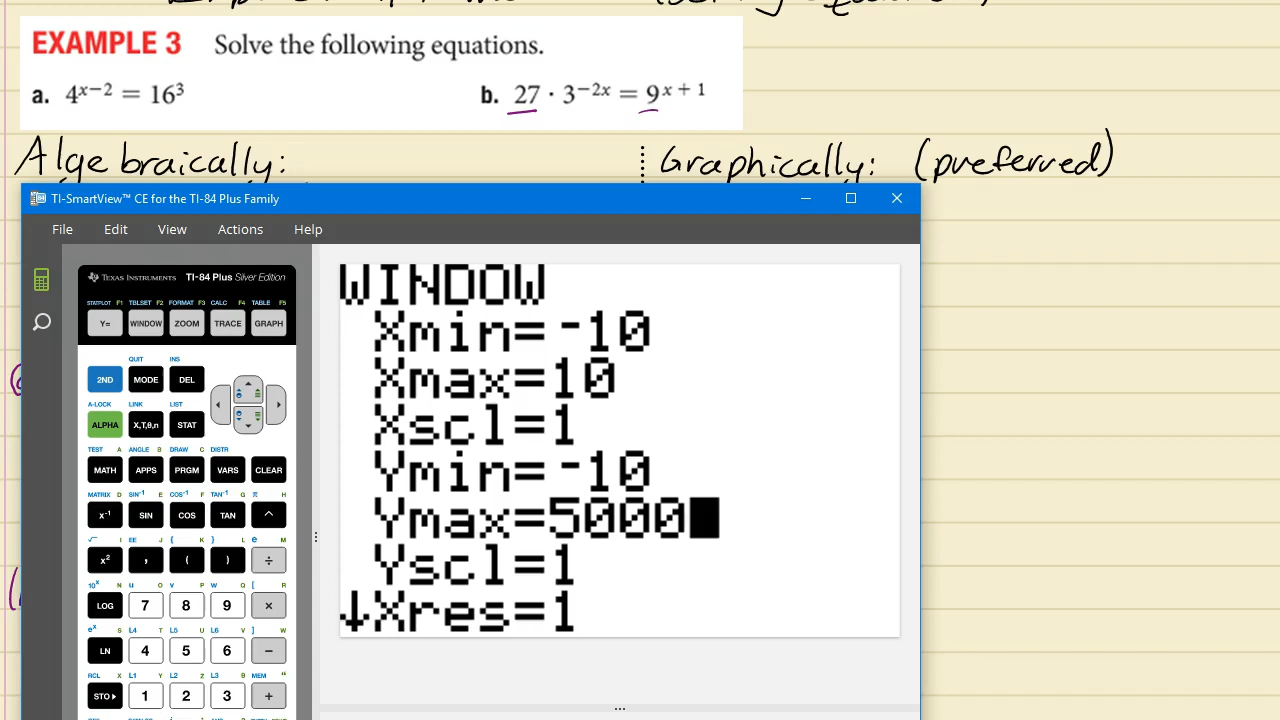 EXAMPLE 3 Solve the following equations.
a. 4^{x−2} = 16^3 b. 27 · 3^{−2x} = 9^{x + 1}
Algebraically: Graphically: (preferred)
TI-SmartView™ CE for the TI-84 Plus Family
File Edit View Actions Help
TEXAS INSTRUMENTS TI-84 Plus Silver Edition
STATPLOT F1 TBLSET F2 FORMAT F3 CALC F4 TABLE F5
Y= WINDOW ZOOM TRACE GRAPH
QUIT INS
2ND MODE DEL
A-LOCK LINK LIST
ALPHA X,T,θ,n STAT
TEST A ANGLE B DRAW C DISTR
MATH APPS PRGM VARS CLEAR
MATRIX D SIN⁻¹ E COS⁻¹ F TAN⁻¹ G π H
x⁻¹ SIN COS TAN ^
√ I EE J { K } L e M
x² , ( ) ÷
10ˣ N u O v P w Q [ R
LOG 7 8 9 ×
eˣ S L4 T L5 U L6 V ] W
LN 4 5 6 −
RCL X L1 Y L2 Z L3 θ MEM "
STO▸ 1 2 3 +
WINDOW
Xmin=-10
Xmax=10
Xscl=1
Ymin=-10
Ymax=5000
Yscl=1
↓Xres=1